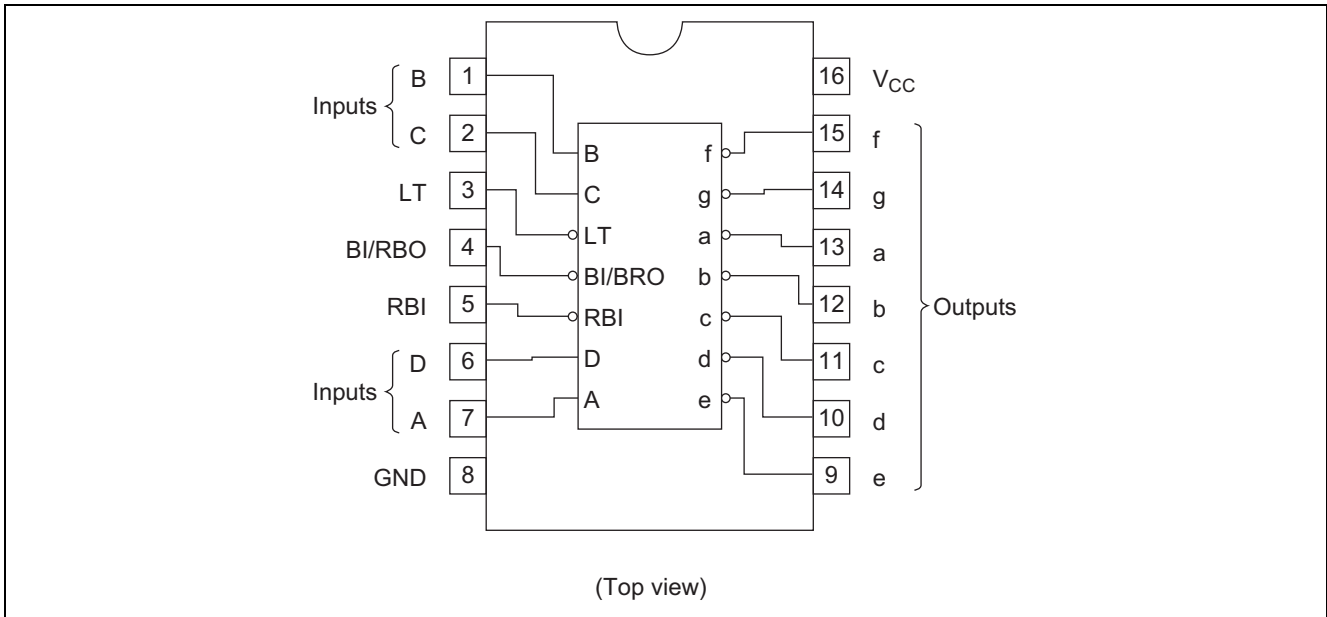 Inputs
B 1
C 2
LT 3
BI/RBO 4
RBI 5
Inputs
D 6
A 7
GND 8
B
C
LT
BI/BRO
RBI
D
A
f
g
a
b
c
d
e
16 VCC
15 f
14 g
13 a
12 b
11 c
10 d
9 e
Outputs
(Top view)